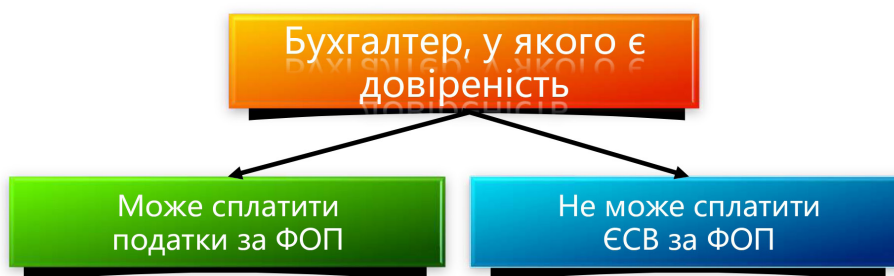 Бухгалтер, у якого є
довіреність
Може сплатити
податки за ФОП
Не може сплатити
ЄСВ за ФОП